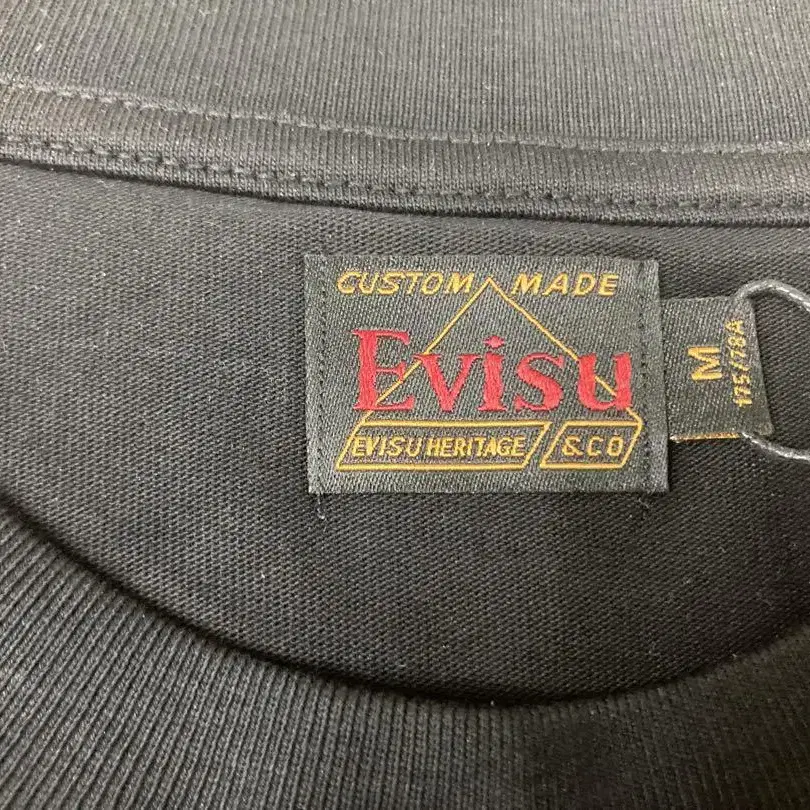 CUSTOM MADE
Evisu
EVISU HERITAGE & CO
M
175/78A